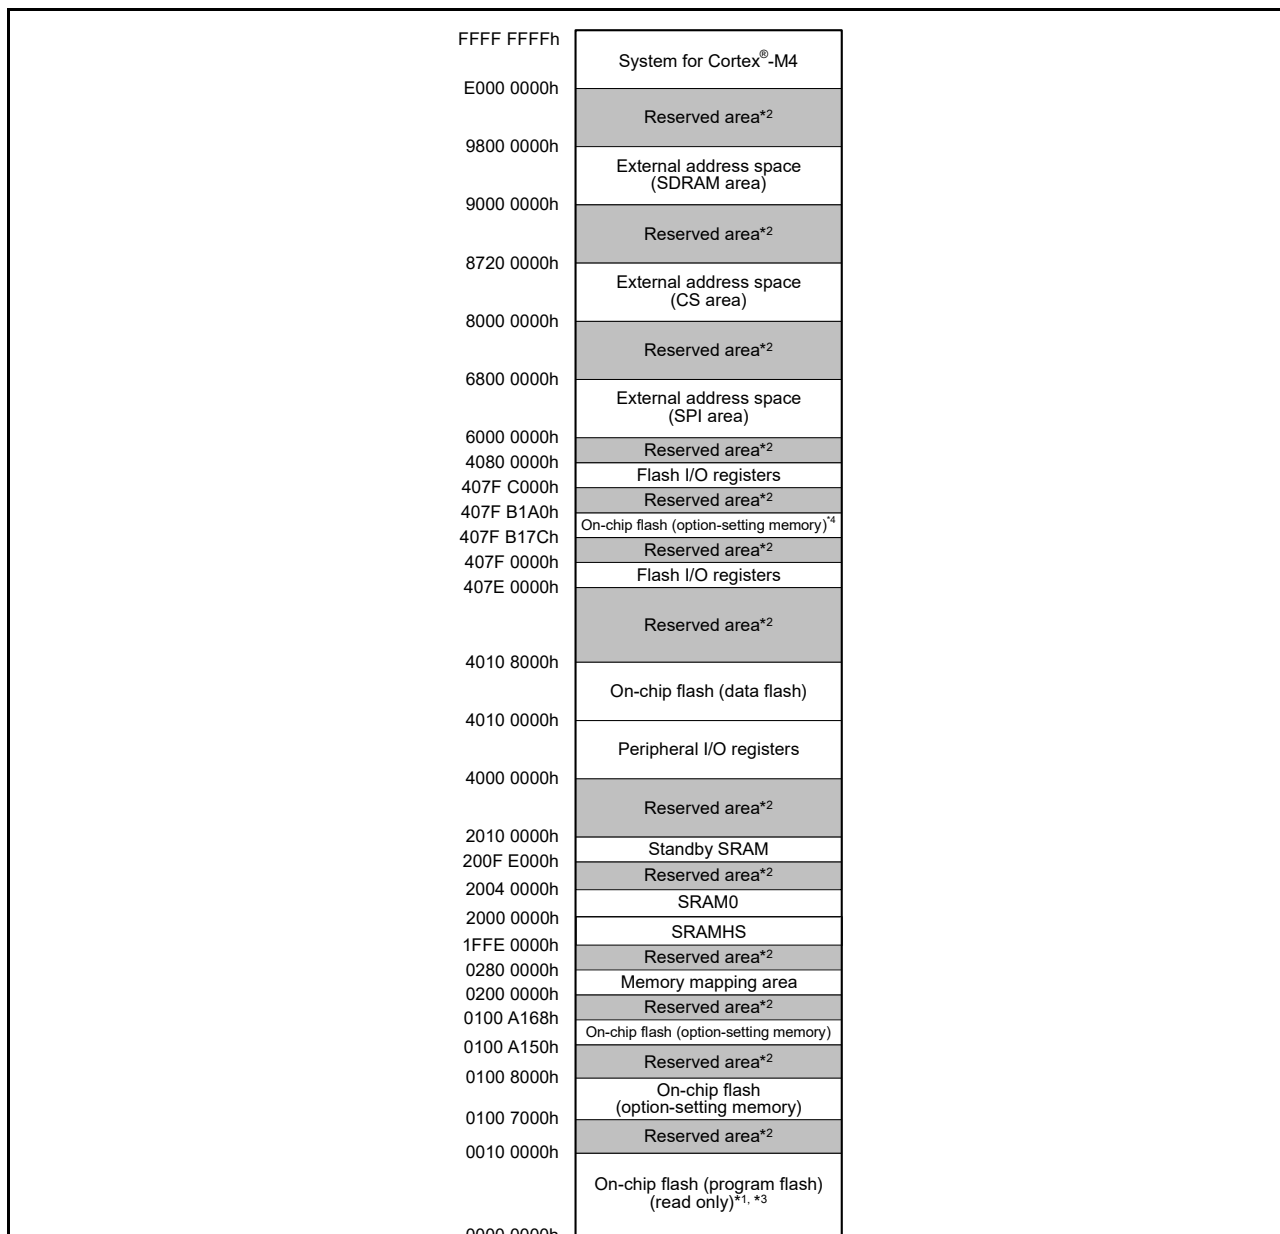 FFFF FFFFh
System for Cortex®-M4
E000 0000h
Reserved area*2
9800 0000h
External address space
(SDRAM area)
9000 0000h
Reserved area*2
8720 0000h
External address space
(CS area)
8000 0000h
Reserved area*2
6800 0000h
External address space
(SPI area)
6000 0000h
Reserved area*2
4080 0000h
Flash I/O registers
407F C000h
Reserved area*2
407F B1A0h
On-chip flash (option-setting memory)*4
407F B17Ch
Reserved area*2
407F 0000h
Flash I/O registers
407E 0000h
Reserved area*2
4010 8000h
On-chip flash (data flash)
4010 0000h
Peripheral I/O registers
4000 0000h
Reserved area*2
2010 0000h
Standby SRAM
200F E000h
Reserved area*2
2004 0000h
SRAM0
2000 0000h
SRAMHS
1FFE 0000h
Reserved area*2
0280 0000h
Memory mapping area
0200 0000h
Reserved area*2
0100 A168h
On-chip flash (option-setting memory)
0100 A150h
Reserved area*2
0100 8000h
On-chip flash
(option-setting memory)
0100 7000h
Reserved area*2
0010 0000h
On-chip flash (program flash)
(read only)*1, *3
0000 0000h